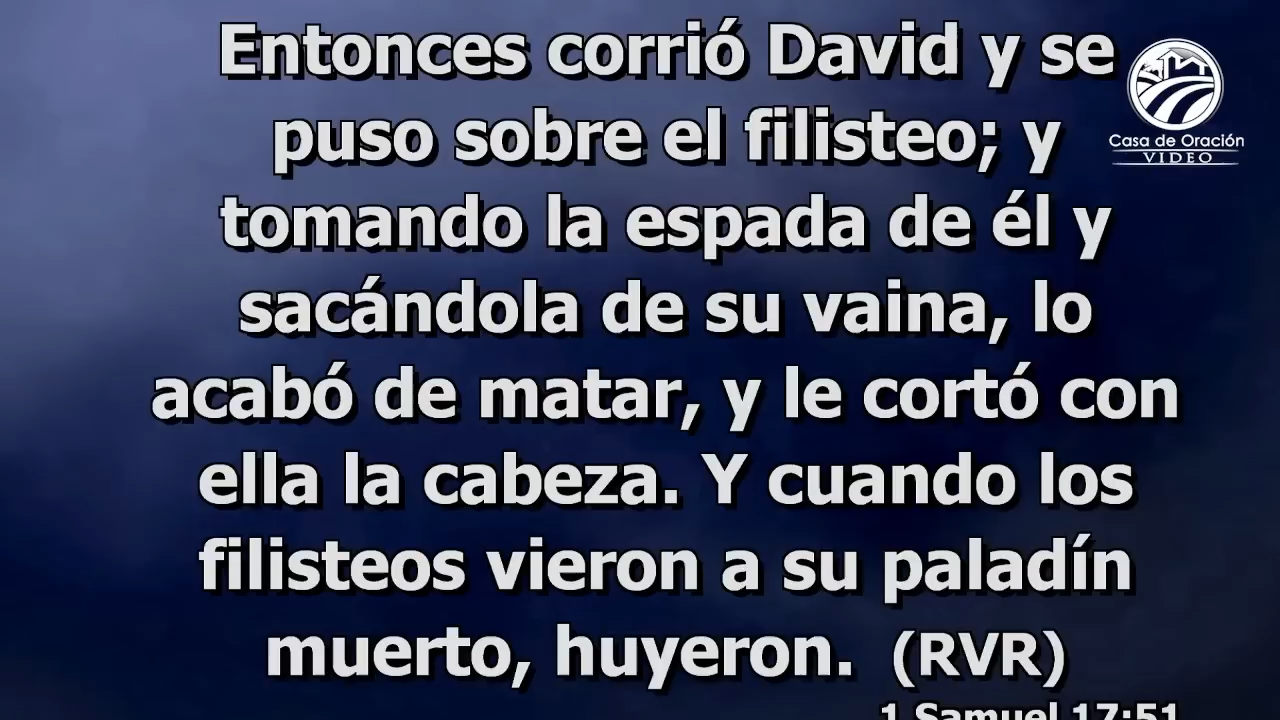 Entonces corrió David y se
puso sobre el filisteo; y
tomando la espada de él y
sacándola de su vaina, lo
acabó de matar, y le cortó con
ella la cabeza. Y cuando los
filisteos vieron a su paladín
muerto, huyeron. (RVR)
1 Samuel 17:51
Casa de Oración
VIDEO